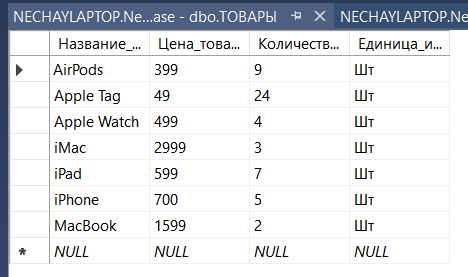 NECHAYLAPTOP.Ne...ase - dbo.ТОВАРЫ NECHAYLAPTOP.Ne
Название_... Цена_това... Количеств... Единица_и...
AirPods 399 9 Шт
Apple Tag 49 24 Шт
Apple Watch 499 4 Шт
iMac 2999 3 Шт
iPad 599 7 Шт
iPhone 700 5 Шт
MacBook 1599 2 Шт
NULL NULL NULL NULL